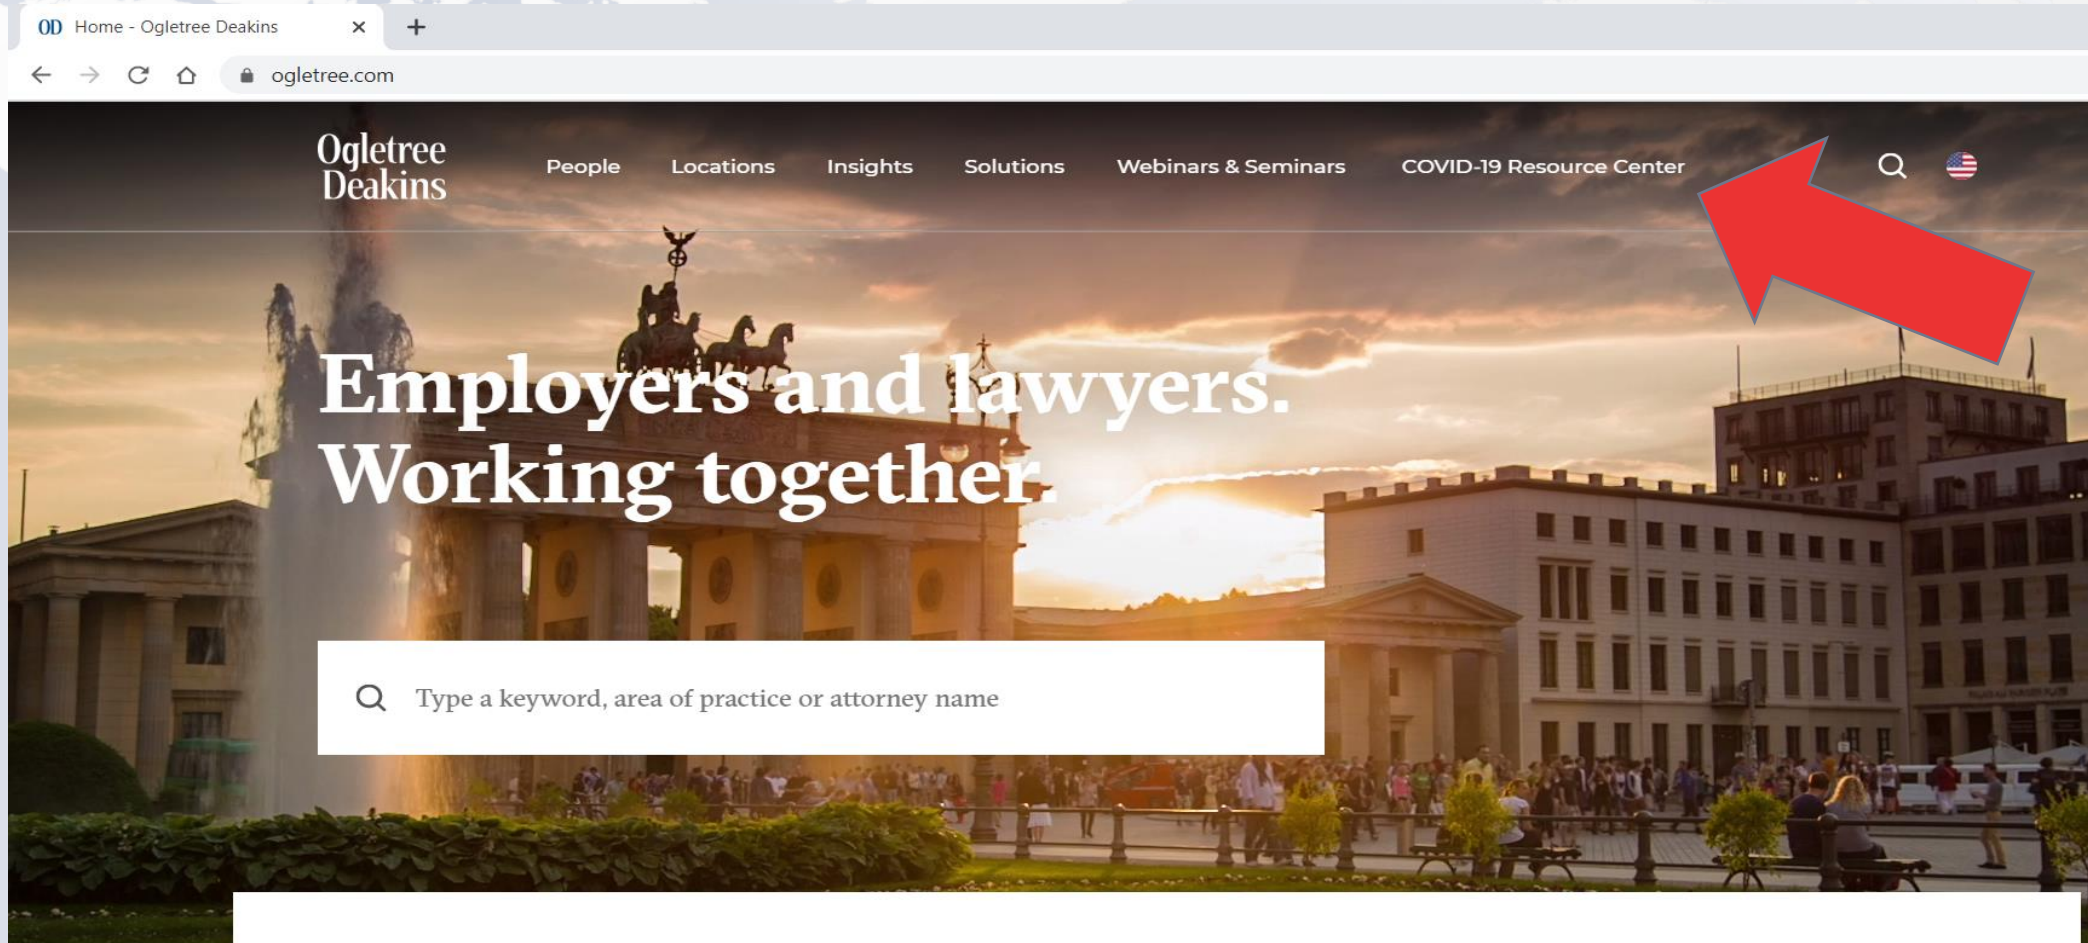 OD Home - Ogletree Deakins
ogletree.com
Ogletree
Deakins
People Locations Insights Solutions Webinars & Seminars COVID-19 Resource Center
Employers and lawyers.
Working together.
Type a keyword, area of practice or attorney name